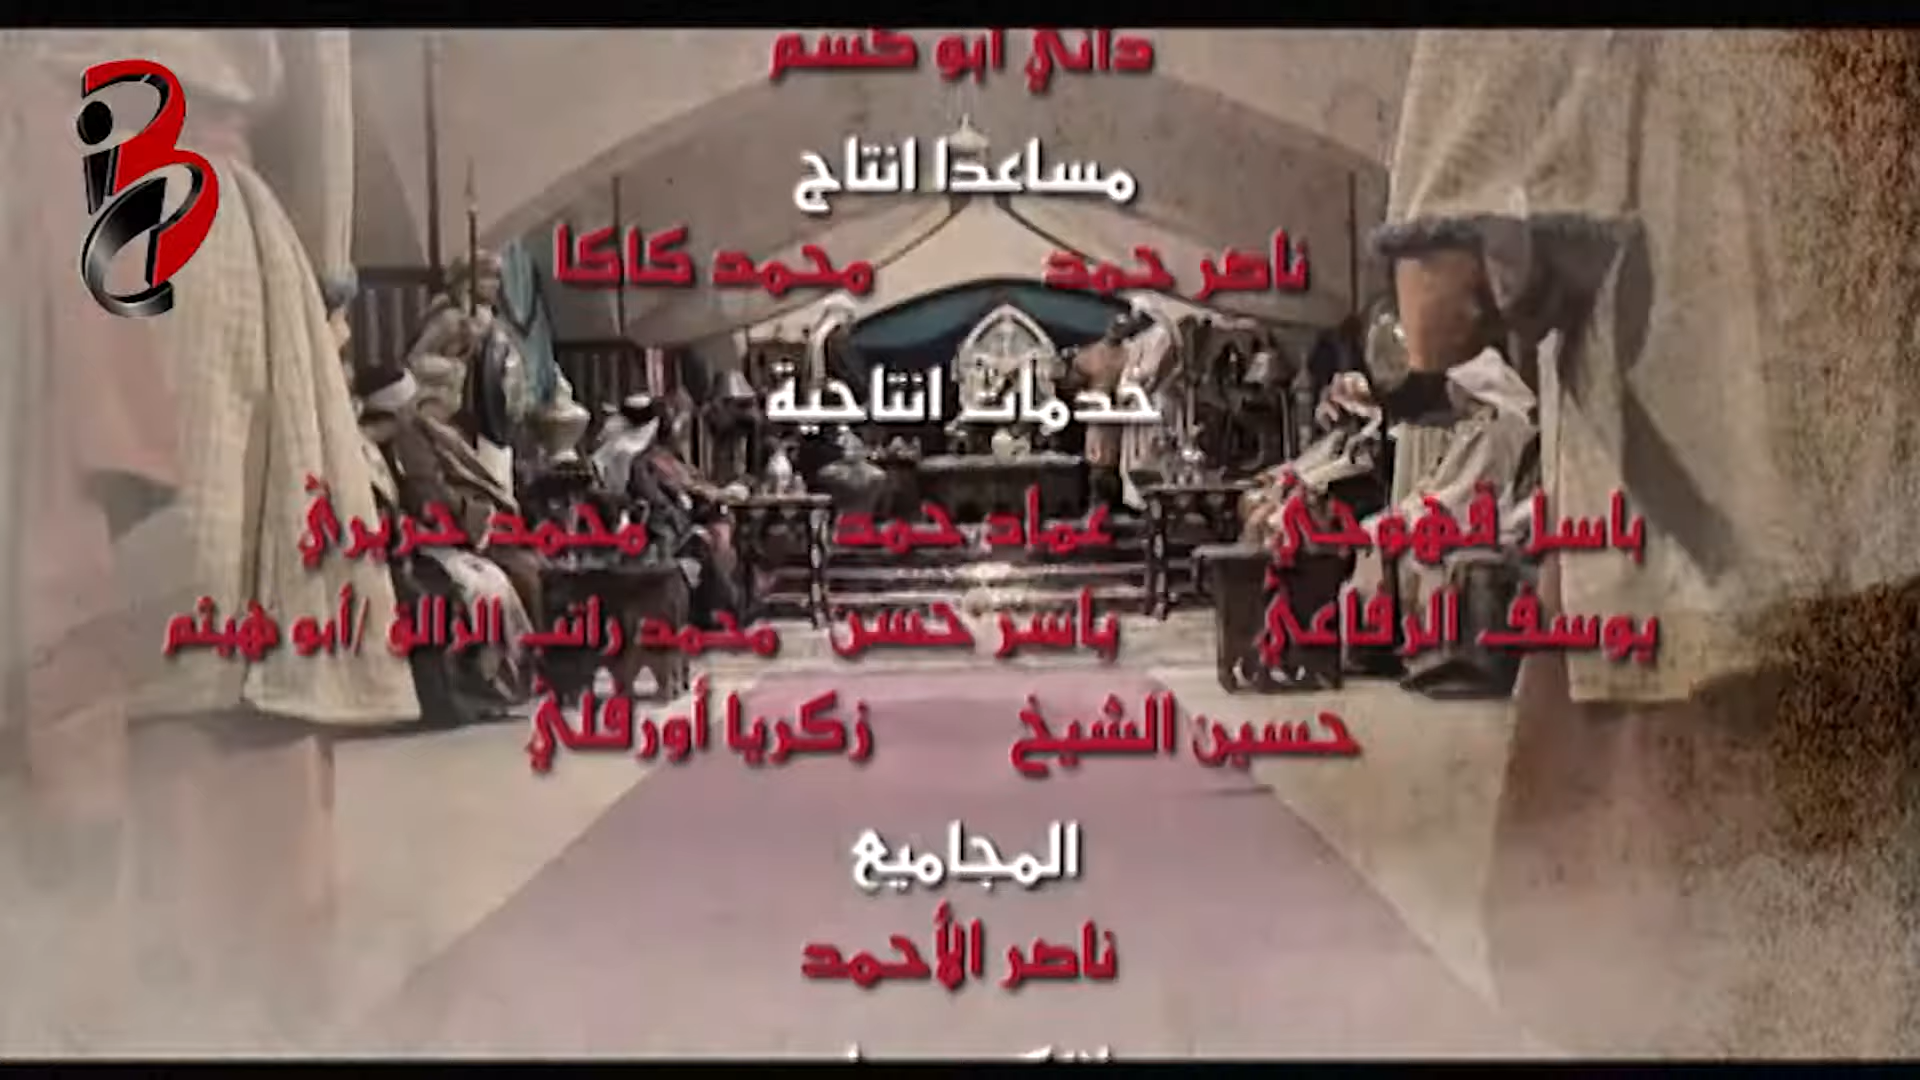 داني أبو كسم
مساعدا انتاج
ناصر حمد محمد كاكا
خدمات انتاجية
باسل قهوجي عماد حمد محمد حريري
يوسف الرفاعي ياسر حسن محمد راتب الزالق /أبو هيثم
حسين الشيخ زكريا أورفلي
المجاميع
ناصر الأحمد